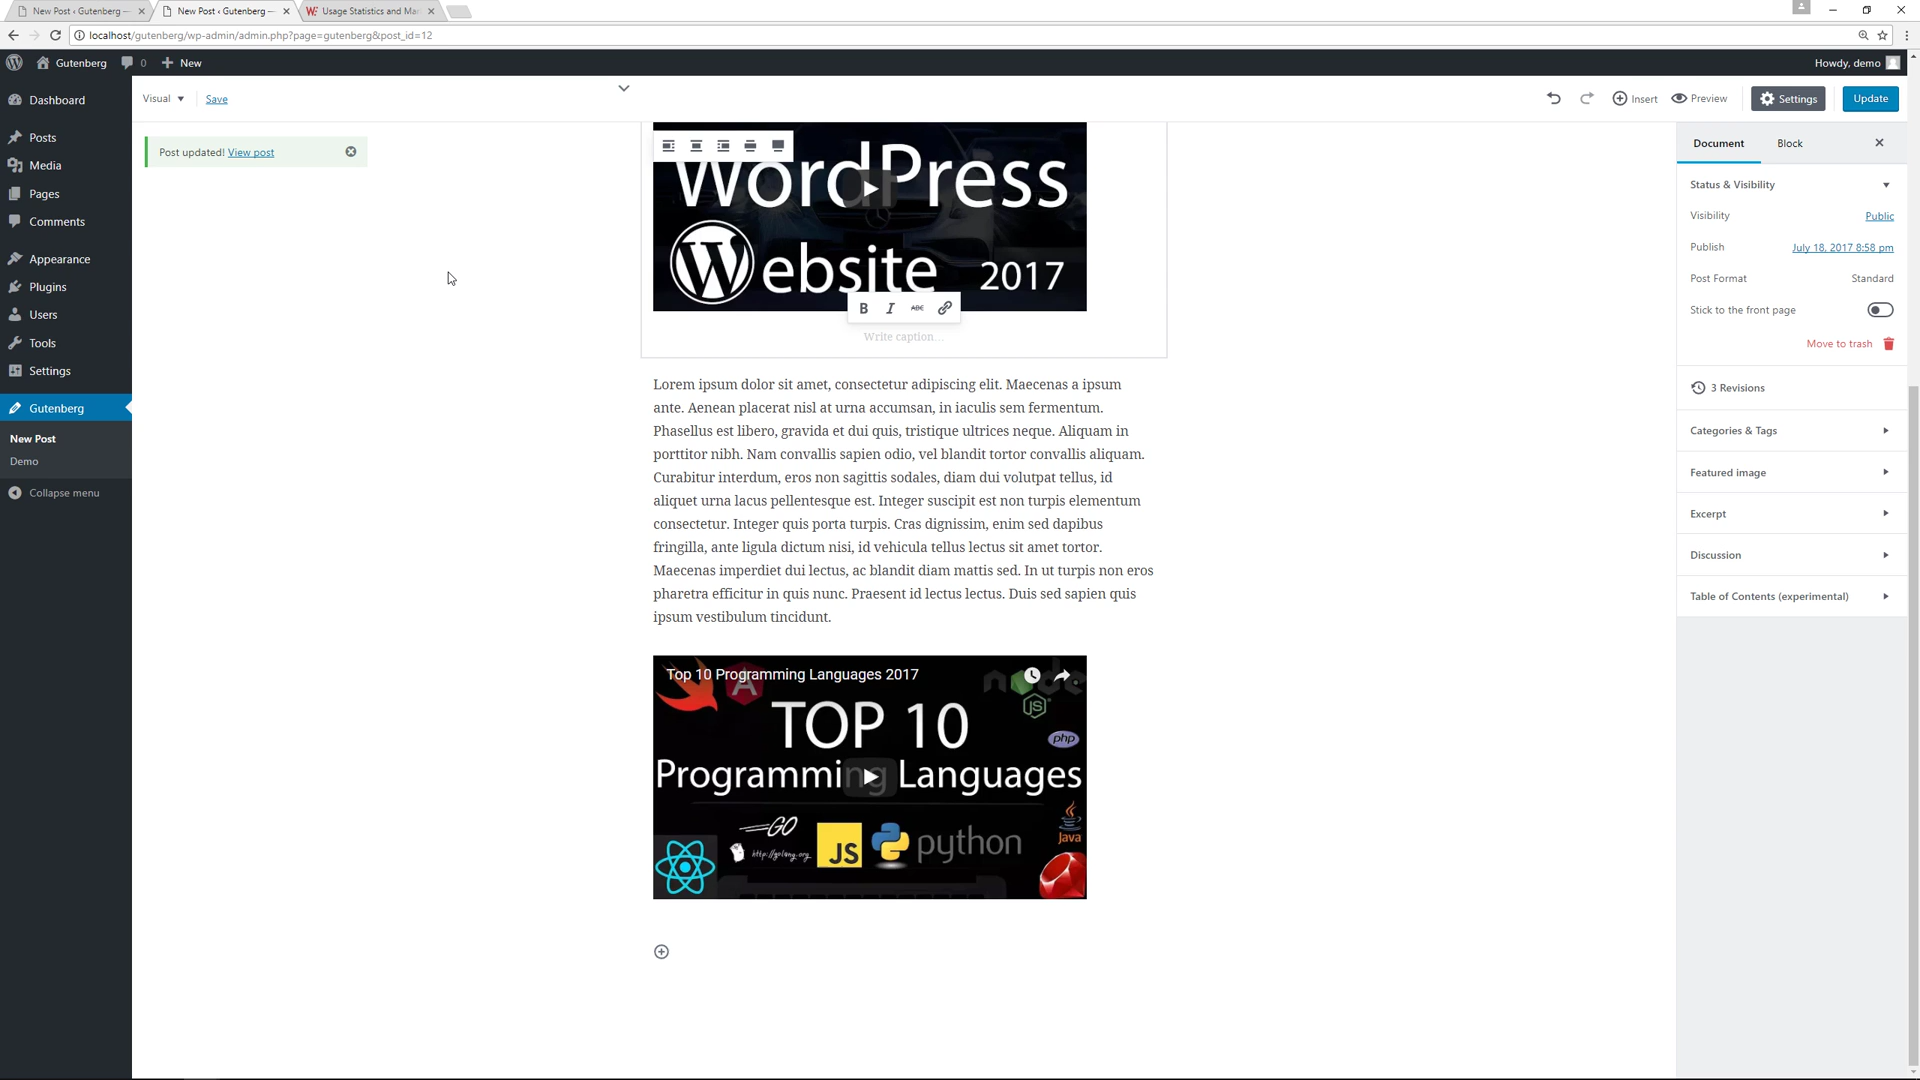 New Post ‹ Gutenberg —
New Post ‹ Gutenberg —
Usage Statistics and Mar
localhost/gutenberg/wp-admin/admin.php?page=gutenberg&post_id=12
Gutenberg
0
New
Howdy, demo
Dashboard
Posts
Media
Pages
Comments
Appearance
Plugins
Users
Tools
Settings
Gutenberg
New Post
Demo
Collapse menu
Visual
Save
Insert
Preview
Settings
Update
Post updated! View post
WordPress
Website 2017
B I ABC
Write caption...
Lorem ipsum dolor sit amet, consectetur adipiscing elit. Maecenas a ipsum
ante. Aenean placerat nisl at urna accumsan, in iaculis sem fermentum.
Phasellus est libero, gravida et dui quis, tristique ultrices neque. Aliquam in
porttitor nibh. Nam convallis sapien odio, vel blandit tortor convallis aliquam.
Curabitur interdum, eros non sagittis sodales, diam dui volutpat tellus, id
aliquet urna lacus pellentesque est. Integer suscipit est non turpis elementum
consectetur. Integer quis porta turpis. Cras dignissim, enim sed dapibus
fringilla, ante ligula dictum nisi, id vehicula tellus lectus sit amet tortor.
Maecenas imperdiet dui lectus, ac blandit diam mattis sed. In ut turpis non eros
pharetra efficitur in quis nunc. Praesent id lectus lectus. Duis sed sapien quis
ipsum vestibulum tincidunt.
Top 10 Programming Languages 2017
node
JS
TOP 10
php
Programming Languages
GO
http://golang.org
JS
python
Java
Document
Block
Status & Visibility
Visibility
Public
Publish
July 18, 2017 8:58 pm
Post Format
Standard
Stick to the front page
Move to trash
3 Revisions
Categories & Tags
Featured image
Excerpt
Discussion
Table of Contents (experimental)